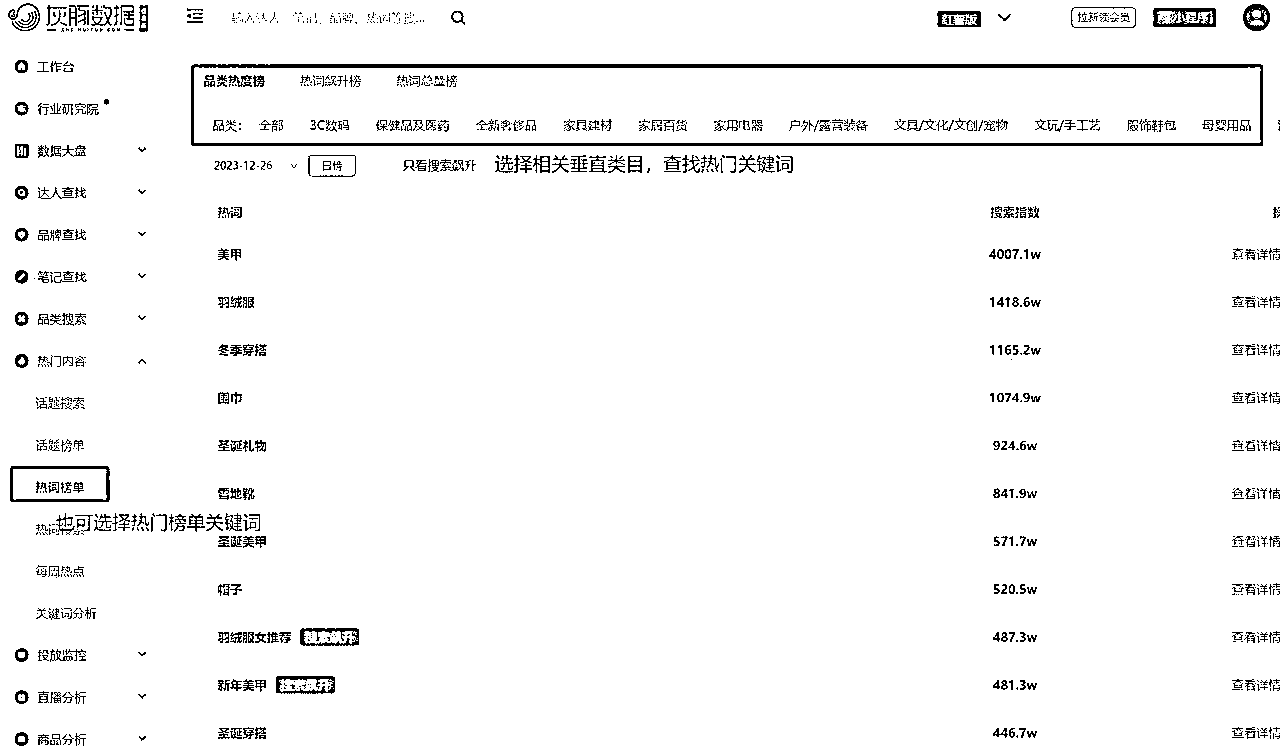 灰豚数据
红薯版
拉新领会员
工作台
行业研究院
数据大盘
达人查找
品牌查找
笔记查找
品类搜索
热门内容
话题搜索
话题榜单
热词榜单
也可选择热门榜单关键词
每周热点
关键词分析
投放监控
直播分析
商品分析
品类热度榜 热词飙升榜 热词总量榜
品类： 全部 3C数码 保健品及医药 全新奢侈品 家具建材 家居百货 家用电器 户外/露营装备 文具/文化/文创/宠物 文玩/手工艺 服饰鞋包 母婴用品
2023-12-26 日榜 只看搜索飙升 选择相关垂直类目，查找热门关键词
热词 搜索指数
美甲 4007.1w 查看详情
羽绒服 1418.6w 查看详情
冬季穿搭 1165.2w 查看详情
围巾 1074.9w 查看详情
圣诞礼物 924.6w 查看详情
雪地靴 841.9w 查看详情
圣诞美甲 571.7w 查看详情
帽子 520.5w 查看详情
羽绒服女推荐 搜索飙升 487.3w 查看详情
新年美甲 搜索飙升 481.3w 查看详情
圣诞穿搭 446.7w 查看详情